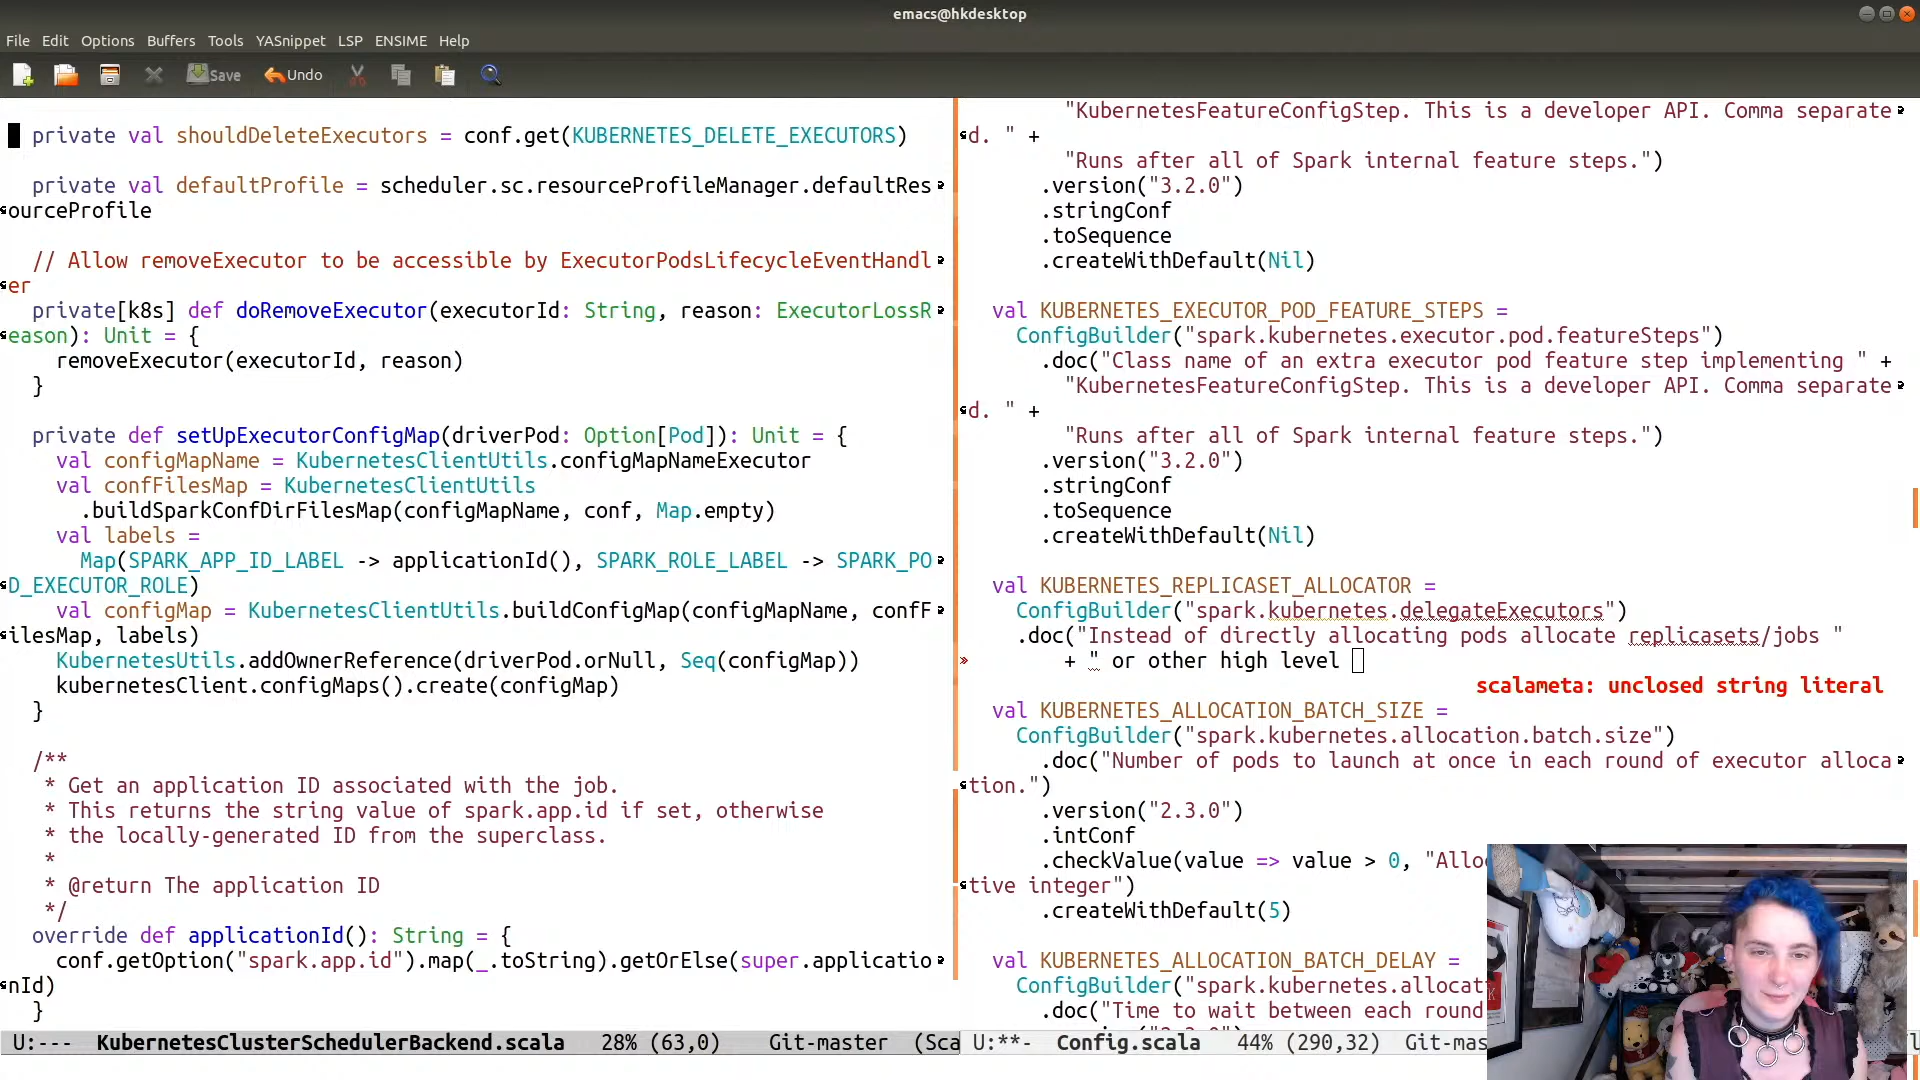 emacs@hkdesktop
File Edit Options Buffers Tools YASnippet LSP ENSIME Help
Save Undo
private val shouldDeleteExecutors = conf.get(KUBERNETES_DELETE_EXECUTORS)
private val defaultProfile = scheduler.sc.resourceProfileManager.defaultRes
ourceProfile
// Allow removeExecutor to be accessible by ExecutorPodsLifecycleEventHandl
er
private[k8s] def doRemoveExecutor(executorId: String, reason: ExecutorLossR
eason): Unit = {
removeExecutor(executorId, reason)
}
private def setUpExecutorConfigMap(driverPod: Option[Pod]): Unit = {
val configMapName = KubernetesClientUtils.configMapNameExecutor
val confFilesMap = KubernetesClientUtils
.buildSparkConfDirFilesMap(configMapName, conf, Map.empty)
val labels =
Map(SPARK_APP_ID_LABEL -> applicationId(), SPARK_ROLE_LABEL -> SPARK_PO
D_EXECUTOR_ROLE)
val configMap = KubernetesClientUtils.buildConfigMap(configMapName, confF
ilesMap, labels)
KubernetesUtils.addOwnerReference(driverPod.orNull, Seq(configMap))
kubernetesClient.configMaps().create(configMap)
}
/**
* Get an application ID associated with the job.
* This returns the string value of spark.app.id if set, otherwise
* the locally-generated ID from the superclass.
*
* @return The application ID
*/
override def applicationId(): String = {
conf.getOption("spark.app.id").map(_.toString).getOrElse(super.applicatio
nId)
}
U:--- KubernetesClusterSchedulerBackend.scala 28% (63,0) Git-master (Sca
"KubernetesFeatureConfigStep. This is a developer API. Comma separate
d. " +
"Runs after all of Spark internal feature steps.")
.version("3.2.0")
.stringConf
.toSequence
.createWithDefault(Nil)
val KUBERNETES_EXECUTOR_POD_FEATURE_STEPS =
ConfigBuilder("spark.kubernetes.executor.pod.featureSteps")
.doc("Class name of an extra executor pod feature step implementing " +
"KubernetesFeatureConfigStep. This is a developer API. Comma separate
d. " +
"Runs after all of Spark internal feature steps.")
.version("3.2.0")
.stringConf
.toSequence
.createWithDefault(Nil)
val KUBERNETES_REPLICASET_ALLOCATOR =
ConfigBuilder("spark.kubernetes.delegateExecutors")
.doc("Instead of directly allocating pods allocate replicasets/jobs "
» + " or other high level
scalameta: unclosed string literal
val KUBERNETES_ALLOCATION_BATCH_SIZE =
ConfigBuilder("spark.kubernetes.allocation.batch.size")
.doc("Number of pods to launch at once in each round of executor alloca
tion.")
.version("2.3.0")
.intConf
.checkValue(value => value > 0, "Allo
tive integer")
.createWithDefault(5)
val KUBERNETES_ALLOCATION_BATCH_DELAY =
ConfigBuilder("spark.kubernetes.allocat
.doc("Time to wait between each round
U:**- Config.scala 44% (290,32) Git-mas